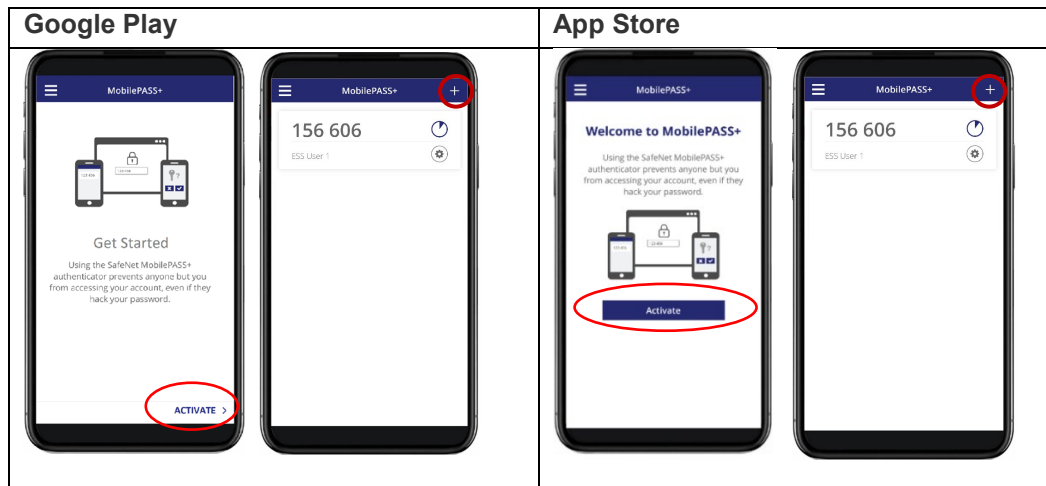 Google Play
App Store
MobilePASS+
Get Started
Using the SafeNet MobilePASS+
authenticator prevents anyone but you
from accessing your account, even if they
hack your password.
ACTIVATE >
MobilePASS+ +
156 606
ESS User 1
MobilePASS+
Welcome to MobilePASS+
Using the SafeNet MobilePASS+
authenticator prevents anyone but you
from accessing your account, even if they
hack your password.
Activate
MobilePASS+ +
156 606
ESS User 1